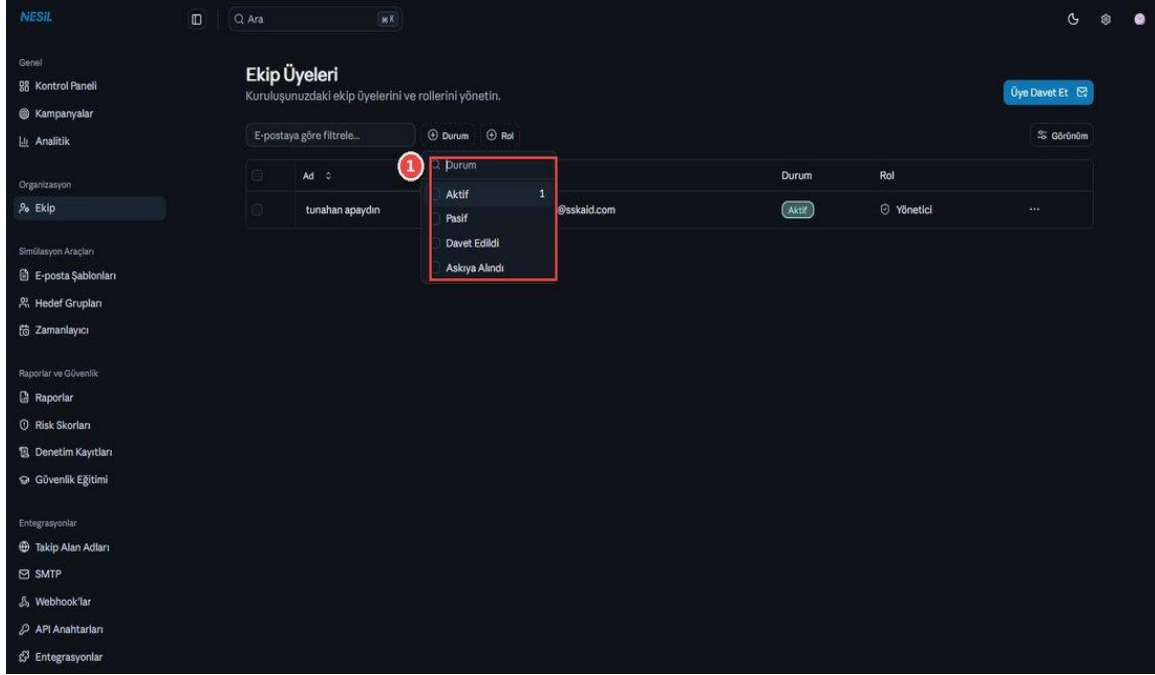 NESİL
Ara
⌘ K
Genel
Kontrol Paneli
Kampanyalar
Analitik
Organizasyon
Ekip
Simülasyon Araçları
E-posta Şablonları
Hedef Grupları
Zamanlayıcı
Raporlar ve Güvenlik
Raporlar
Risk Skorları
Denetim Kayıtları
Güvenlik Eğitimi
Entegrasyonlar
Takip Alan Adları
SMTP
Webhook'lar
API Anahtarları
Entegrasyonlar
Ekip Üyeleri
Kuruluşunuzdaki ekip üyelerini ve rollerini yönetin.
Üye Davet Et
E-postaya göre filtrele...
Durum
Rol
Görünüm
1
Durum
Aktif 1
Pasif
Davet Edildi
Askıya Alındı
Ad Durum Rol
tunahan apaydın @sskaid.com Aktif Yönetici ...